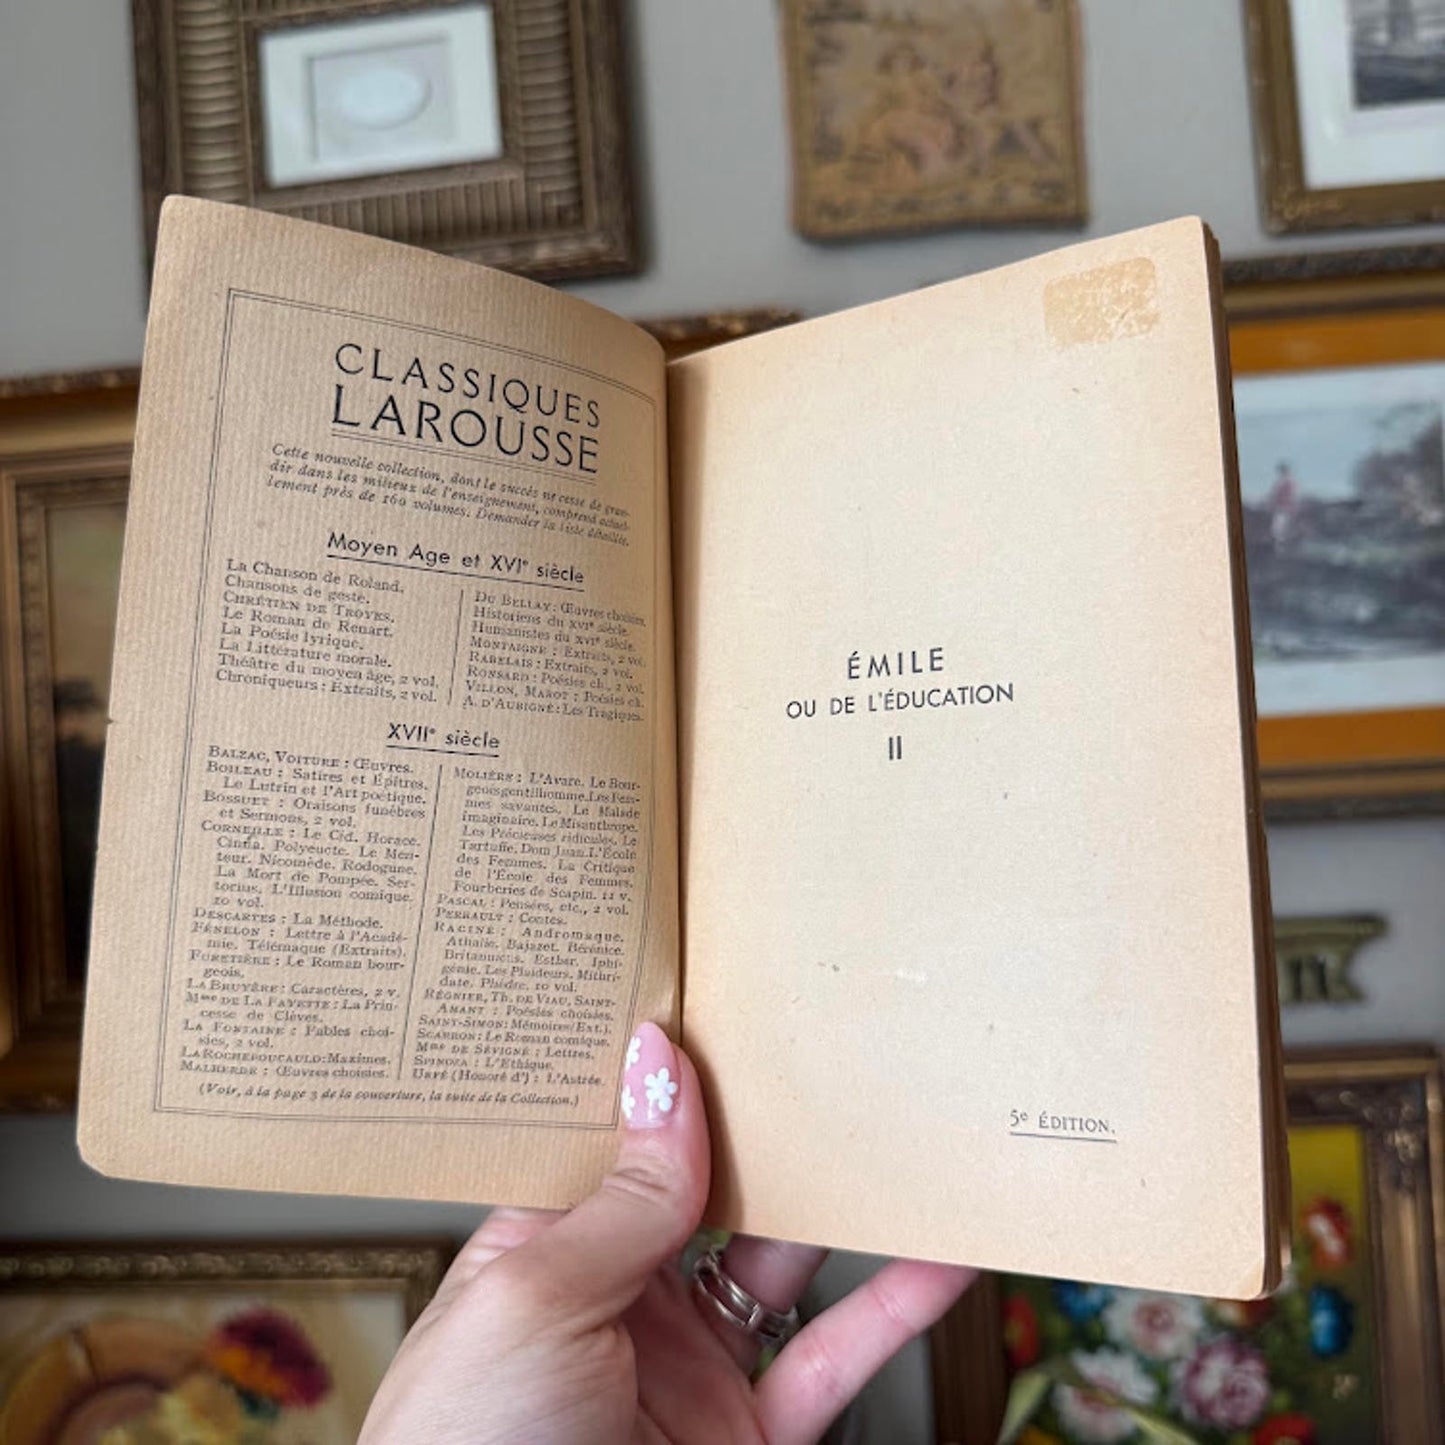 CLASSIQUES
LAROUSSE
Cette nouvelle collection, dont le succès ne cesse de gran-
dir dans les milieux de l'enseignement, comprend actuel-
lement près de 160 volumes. Demander la liste détaillée.
Moyen Age et XVIe siècle
La Chanson de Roland.
Chansons de geste.
CHRÉTIEN DE TROYES.
Le Roman de Renart.
La Poésie lyrique.
La Littérature morale.
Théâtre du moyen âge, 2 vol.
Chroniqueurs : Extraits, 2 vol.
DU BELLAY : Œuvres choisies.
Historiens du XVIe siècle.
Humanistes du XVIe siècle.
MONTAIGNE : Extraits, 2 vol.
RABELAIS : Extraits, 2 vol.
RONSARD : Poésies ch., 2 vol.
VILLON, MAROT : Poésies ch.
A. D'AUBIGNÉ : Les Tragiques.
XVIIe siècle
BALZAC, VOITURE : Œuvres.
BOILEAU : Satires et Épîtres.
Le Lutrin et l'Art poétique.
BOSSUET : Oraisons funèbres
et Sermons, 2 vol.
CORNEILLE : Le Cid. Horace.
Cinna. Polyeucte. Le Men-
teur. Nicomède. Rodogune.
La Mort de Pompée. Ser-
torius. L'Illusion comique.
10 vol.
DESCARTES : La Méthode.
FÉNELON : Lettre à l'Acadé-
mie. Télémaque (Extraits).
FURETIÈRE : Le Roman bour-
geois.
LA BRUYÈRE : Caractères, 2 v.
Mme DE LA FAYETTE : La Prin-
cesse de Clèves.
LA FONTAINE : Fables choi-
sies, 2 vol.
LA ROCHEFOUCAULD : Maximes.
MALHERBE : Œuvres choisies.
MOLIÈRE : L'Avare. Le Bour-
geois gentilhomme. Les Fem-
mes savantes. Le Malade
imaginaire. Le Misanthrope.
Les Précieuses ridicules. Le
Tartuffe. Dom Juan. L'École
des Femmes. La Critique
de l'École des Femmes.
Fourberies de Scapin. 11 v.
PASCAL : Pensées, etc., 2 vol.
PERRAULT : Contes.
RACINE : Andromaque.
Athalie. Bajazet. Bérénice.
Britannicus. Esther. Iphi-
génie. Les Plaideurs. Mithri-
date. Phèdre. 10 vol.
RÉGNIER, TH. DE VIAU, SAINT-
AMANT : Poésies choisies.
SAINT-SIMON : Mémoires (Ext.).
SCARRON : Le Roman comique.
Mme DE SÉVIGNÉ : Lettres.
SPINOZA : L'Ethique.
URFÉ (Honoré d') : L'Astrée.
(Voir, à la page 3 de la couverture, la suite de la Collection.)
ÉMILE
OU DE L'ÉDUCATION
II
5e ÉDITION.